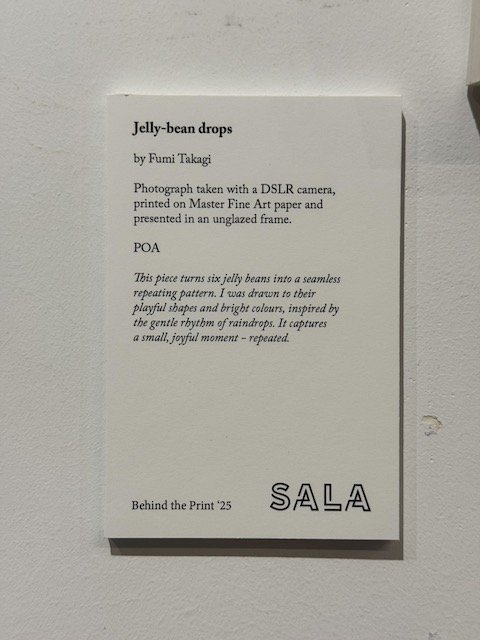 Jelly-bean drops
by Fumi Takagi
Photograph taken with a DSLR camera,
printed on Master Fine Art paper and
presented in an unglazed frame.
POA
This piece turns six jelly beans into a seamless
repeating pattern. I was drawn to their
playful shapes and bright colours, inspired by
the gentle rhythm of raindrops. It captures
a small, joyful moment - repeated.
Behind the Print ‘25
SALA